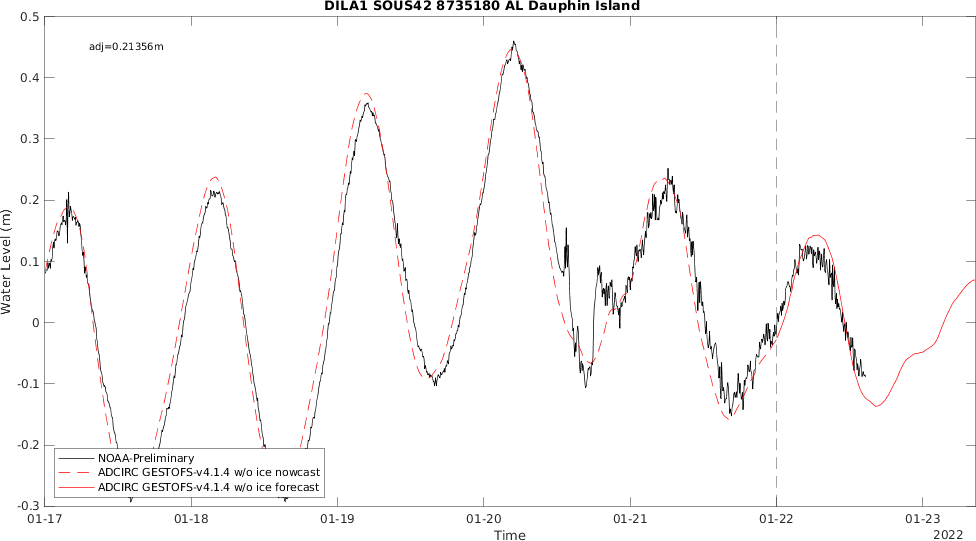 DILA1 SOUS42 8735180 AL Dauphin Island
adj=0.21356m
0.5
0.4
0.3
0.2
0.1
0
-0.1
-0.2
-0.3
Water Level (m)
NOAA-Preliminary
ADCIRC GESTOFS-v4.1.4 w/o ice nowcast
ADCIRC GESTOFS-v4.1.4 w/o ice forecast
01-17 01-18 01-19 01-20 01-21 01-22 01-23
Time
2022